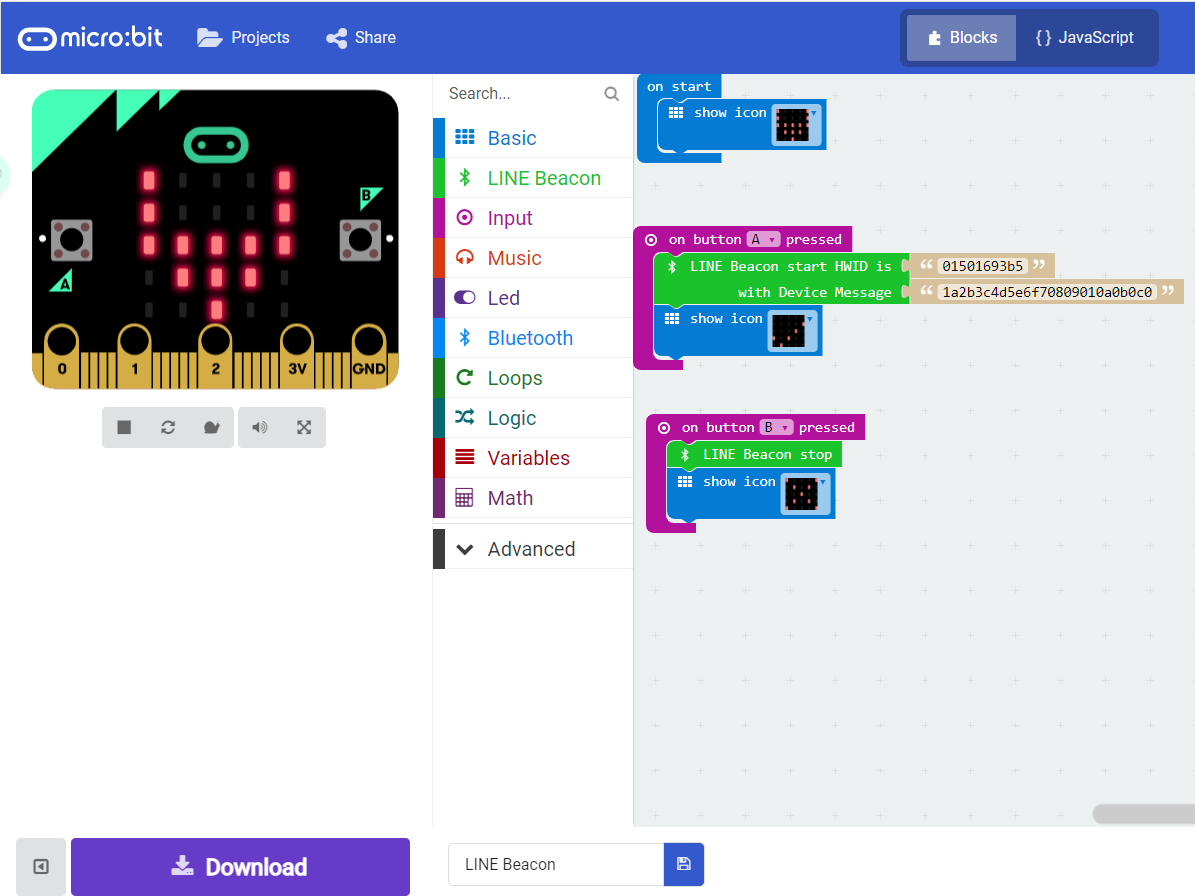 micro:bit
Projects
Share
Blocks
{ } JavaScript
B
A
0 1 2 3V GND
Search...
Basic
LINE Beacon
Input
Music
Led
Bluetooth
Loops
Logic
Variables
Math
Advanced
on start
show icon
on button A pressed
LINE Beacon start HWID is “ 01501693b5 ”
with Device Message “ 1a2b3c4d5e6f70809010a0b0c0 ”
show icon
on button B pressed
LINE Beacon stop
show icon
Download
LINE Beacon